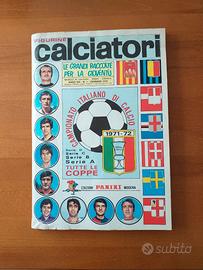 FIGURINE
calciatori
LE GRANDI RACCOLTE
PER LA GIOVENTÙ
CAMPIONATO ITALIANO DI CALCIO
1971-72
Serie D
Serie C
Serie B
Serie A
TUTTE LE
COPPE
EDIZIONI PANINI MODENA
subito